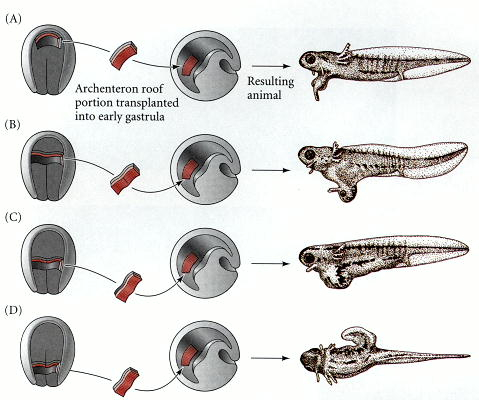 (A)
Archenteron roof
portion transplanted
into early gastrula
Resulting
animal
(B)
(C)
(D)